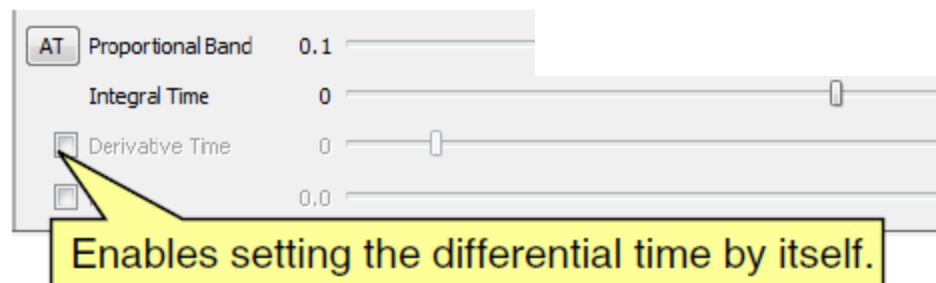 AT Proportional Band 0.1
Integral Time 0
Derivative Time 0
0.0
Enables setting the differential time by itself.